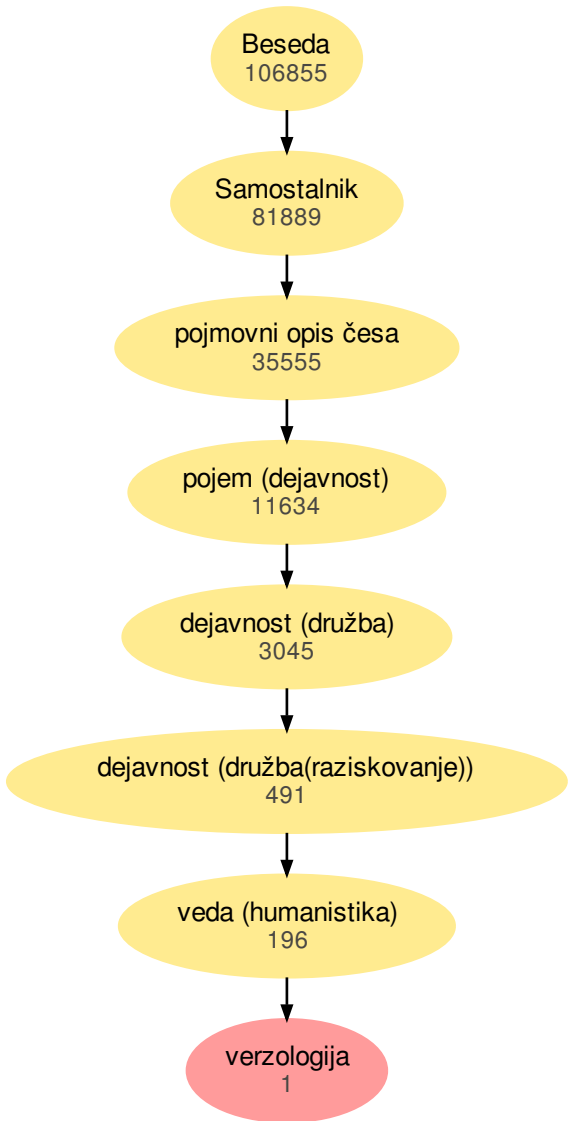 Beseda
106855
Samostalnik
81889
pojmovni opis česa
35555
pojem (dejavnost)
11634
dejavnost (družba)
3045
dejavnost (družba(raziskovanje))
491
veda (humanistika)
196
verzologija
1